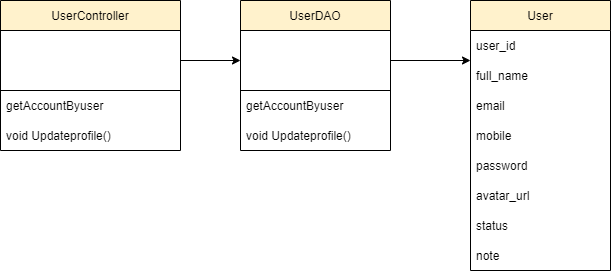 UserController
getAccountByuser
void Updateprofile()
UserDAO
getAccountByuser
void Updateprofile()
User
user_id
full_name
email
mobile
password
avatar_url
status
note